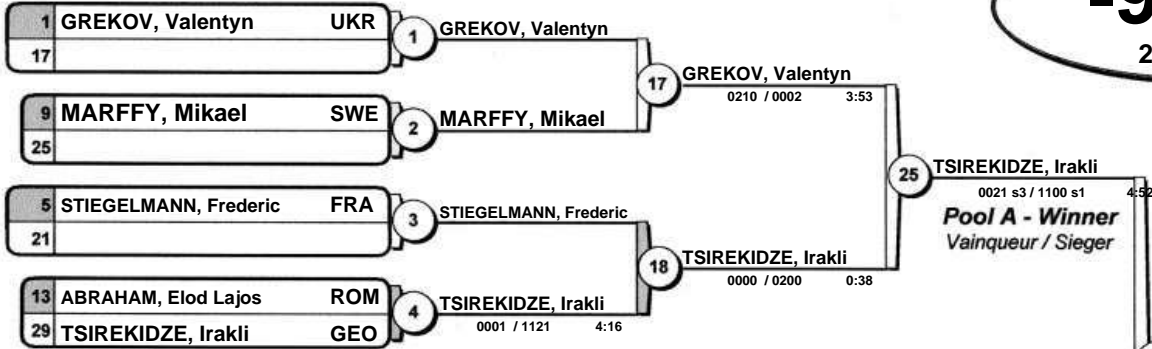 -9
2
1 GREKOV, Valentyn UKR
17
1
GREKOV, Valentyn
9 MARFFY, Mikael SWE
25
2
MARFFY, Mikael
17
GREKOV, Valentyn
0210 / 0002 3:53
5 STIEGELMANN, Frederic FRA
21
3
STIEGELMANN, Frederic
13 ABRAHAM, Elod Lajos ROM
29 TSIREKIDZE, Irakli GEO
4
TSIREKIDZE, Irakli
0001 / 1121 4:16
18
TSIREKIDZE, Irakli
0000 / 0200 0:38
25
TSIREKIDZE, Irakli
0021 s3 / 1100 s1 4:52
Pool A - Winner
Vainqueur / Sieger